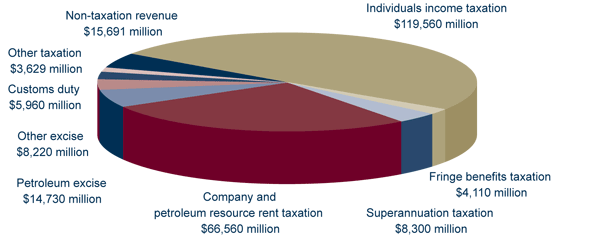 Individuals income taxation
$119,560 million
Non-taxation revenue
$15,691 million
Other taxation
$3,629 million
Customs duty
$5,960 million
Other excise
$8,220 million
Petroleum excise
$14,730 million
Company and
petroleum resource rent taxation
$66,560 million
Superannuation taxation
$8,300 million
Fringe benefits taxation
$4,110 million